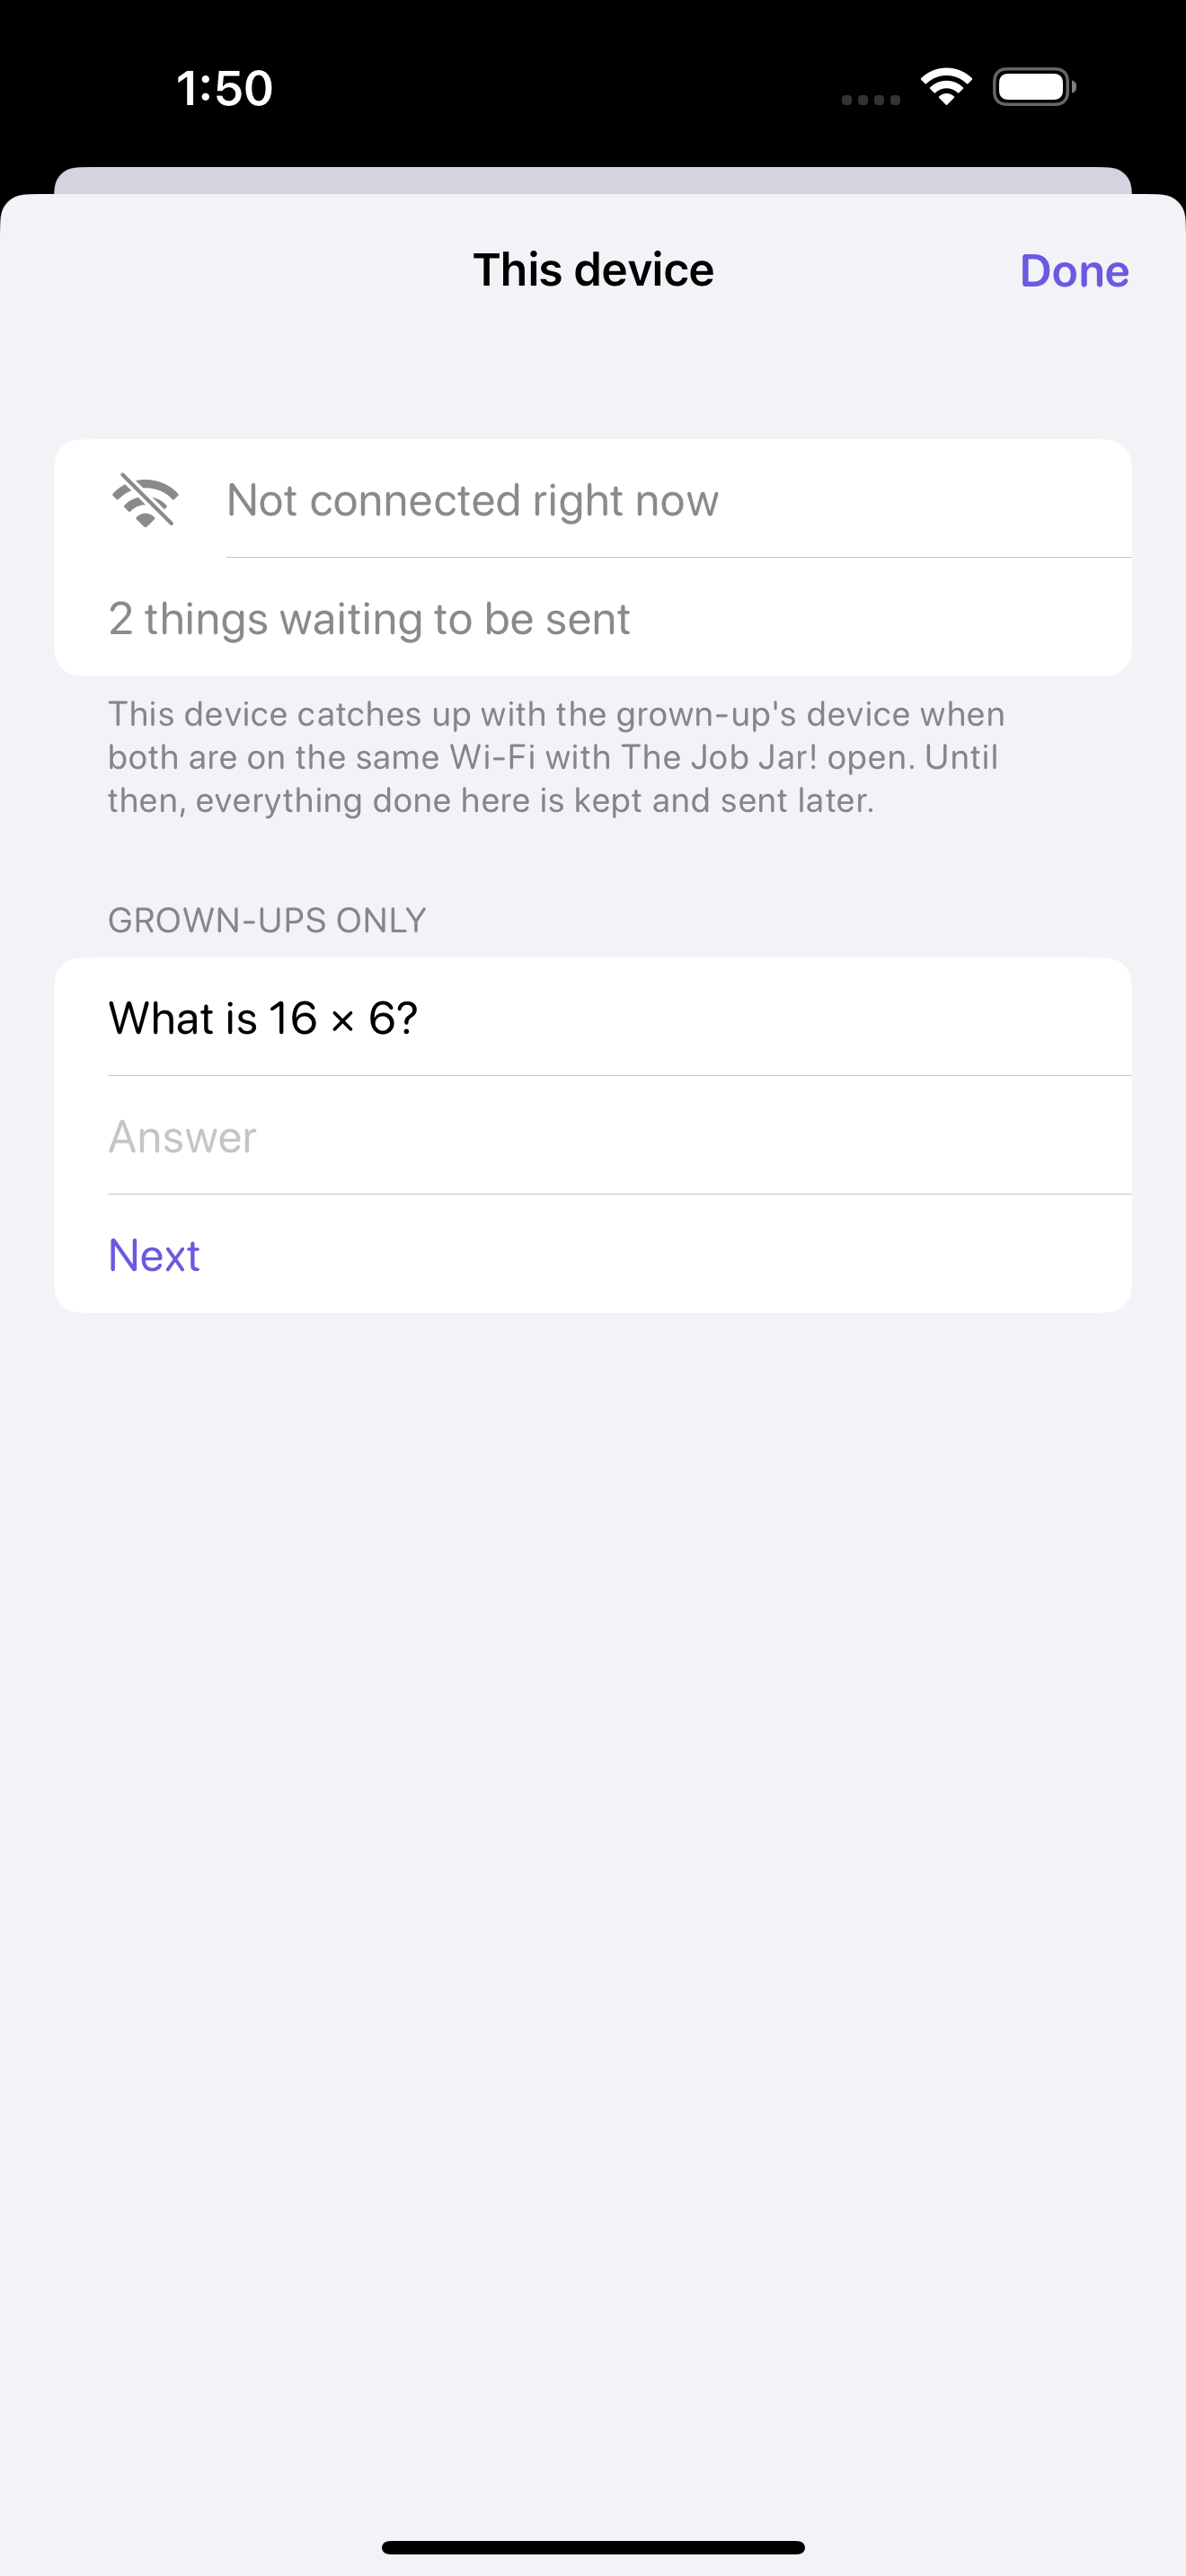 1:50
This device
Done
Not connected right now
2 things waiting to be sent
This device catches up with the grown-up's device when
both are on the same Wi-Fi with The Job Jar! open. Until
then, everything done here is kept and sent later.
GROWN-UPS ONLY
What is 16 × 6?
Answer
Next